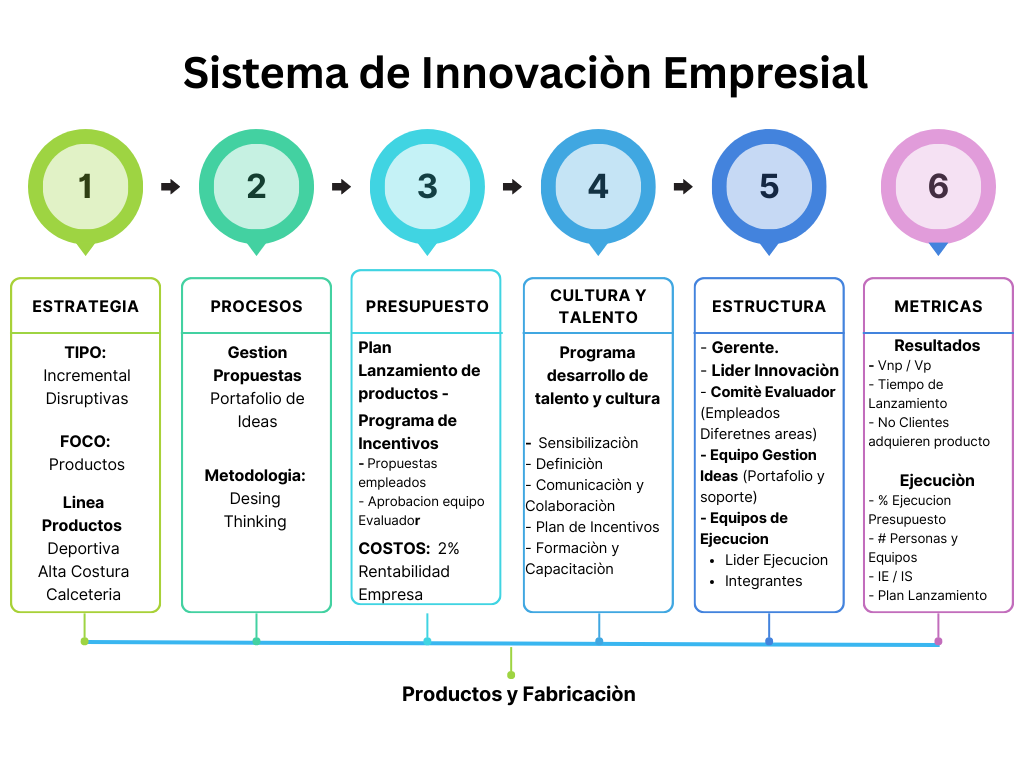 Sistema de Innovaciòn Empresial
1
2
3
4
5
6
ESTRATEGIA
TIPO:
Incremental
Disruptivas
FOCO:
Productos
Linea
Productos
Deportiva
Alta Costura
Calceteria
PROCESOS
Gestion
Propuestas
Portafolio de
Ideas
Metodologia:
Desing
Thinking
PRESUPUESTO
Plan
Lanzamiento de
productos -
Programa de
Incentivos
- Propuestas
empleados
- Aprobacion equipo
Evaluador
COSTOS: 2%
Rentabilidad
Empresa
CULTURA Y
TALENTO
Programa
desarrollo de
talento y cultura
- Sensibilizaciòn
- Definiciòn
- Comunicaciòn y
Colaboraciòn
- Plan de Incentivos
- Formaciòn y
Capacitaciòn
ESTRUCTURA
- Gerente.
- Lider Innovaciòn
- Comitè Evaluador
(Empleados
Diferetnes areas)
- Equipo Gestion
Ideas (Portafolio y
soporte)
- Equipos de
Ejecucion
• Lider Ejecucion
• Integrantes
METRICAS
Resultados
- Vnp / Vp
- Tiempo de
Lanzamiento
- No Clientes
adquieren producto
Ejecuciòn
- % Ejecucion
Presupuesto
- # Personas y
Equipos
- IE / IS
- Plan Lanzamiento
Productos y Fabricaciòn